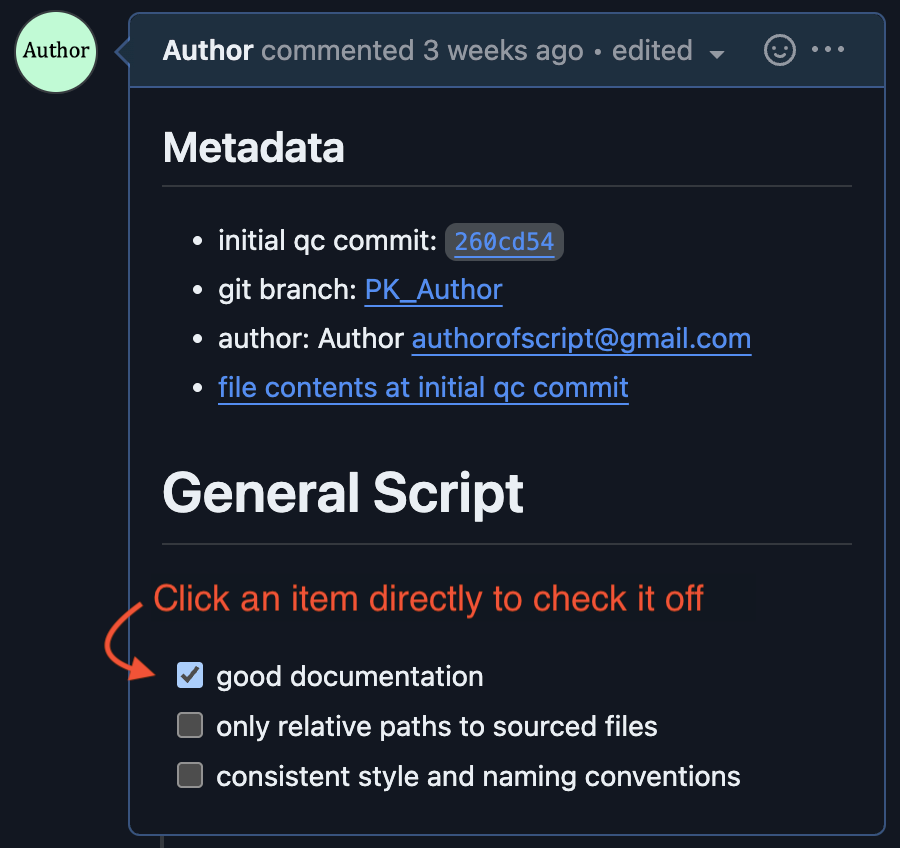 Author
Author commented 3 weeks ago • edited
Metadata
• initial qc commit: 260cd54
• git branch: PK_Author
• author: Author authorofscript@gmail.com
• file contents at initial qc commit
General Script
Click an item directly to check it off
good documentation
only relative paths to sourced files
consistent style and naming conventions